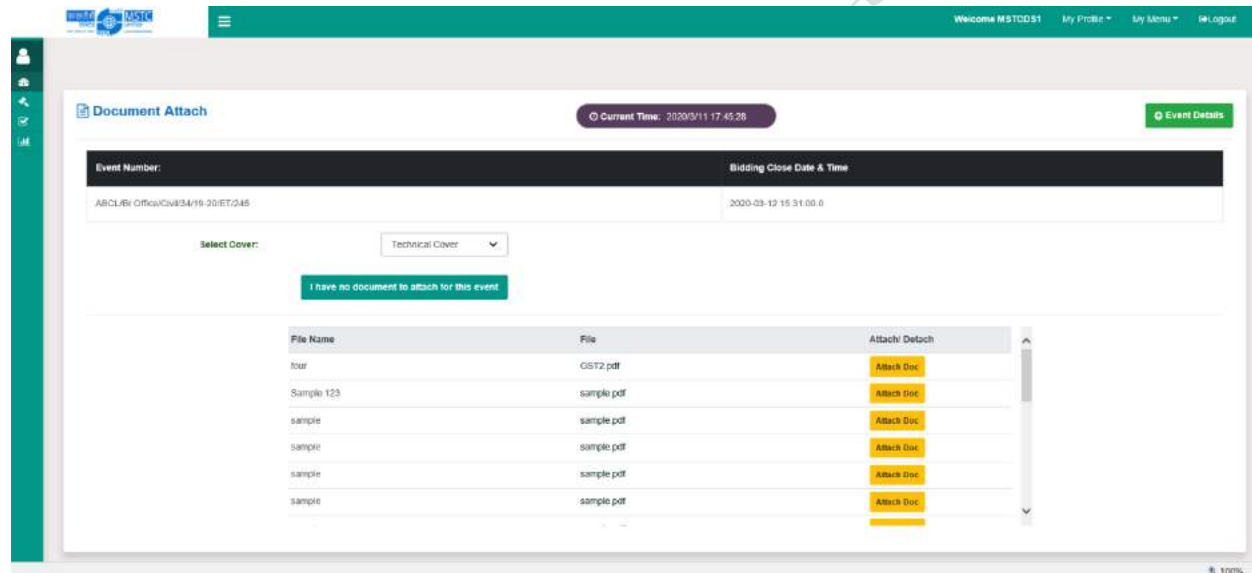 MSTC
Welcome MSTCDS1 My Profile My Menu Logout
Document Attach
Current Time: 2020/3/11 17:45:28
Event Details
Event Number: Bidding Close Date & Time
ABCL/Br Office/Civil/34/19-20/ET/245 2020-03-12 15:31:00.0
Select Cover: Technical Cover
I have no document to attach for this event
File Name File Attach/ Detach
four GST2.pdf Attach Doc
Sample 123 sample.pdf Attach Doc
sample sample.pdf Attach Doc
sample sample.pdf Attach Doc
sample sample.pdf Attach Doc
sample sample.pdf Attach Doc
100%